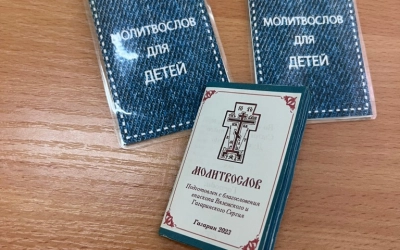 МОЛИТВОСЛОВ
ДЛЯ
ДЕТЕЙ
МОЛИТВОСЛОВ
ДЛЯ
ДЕТЕЙ
МОЛИТВОСЛОВ
Подготовлен с благословения
епископа Вяземского и
Гагаринского Сергия
Гагарин 2023